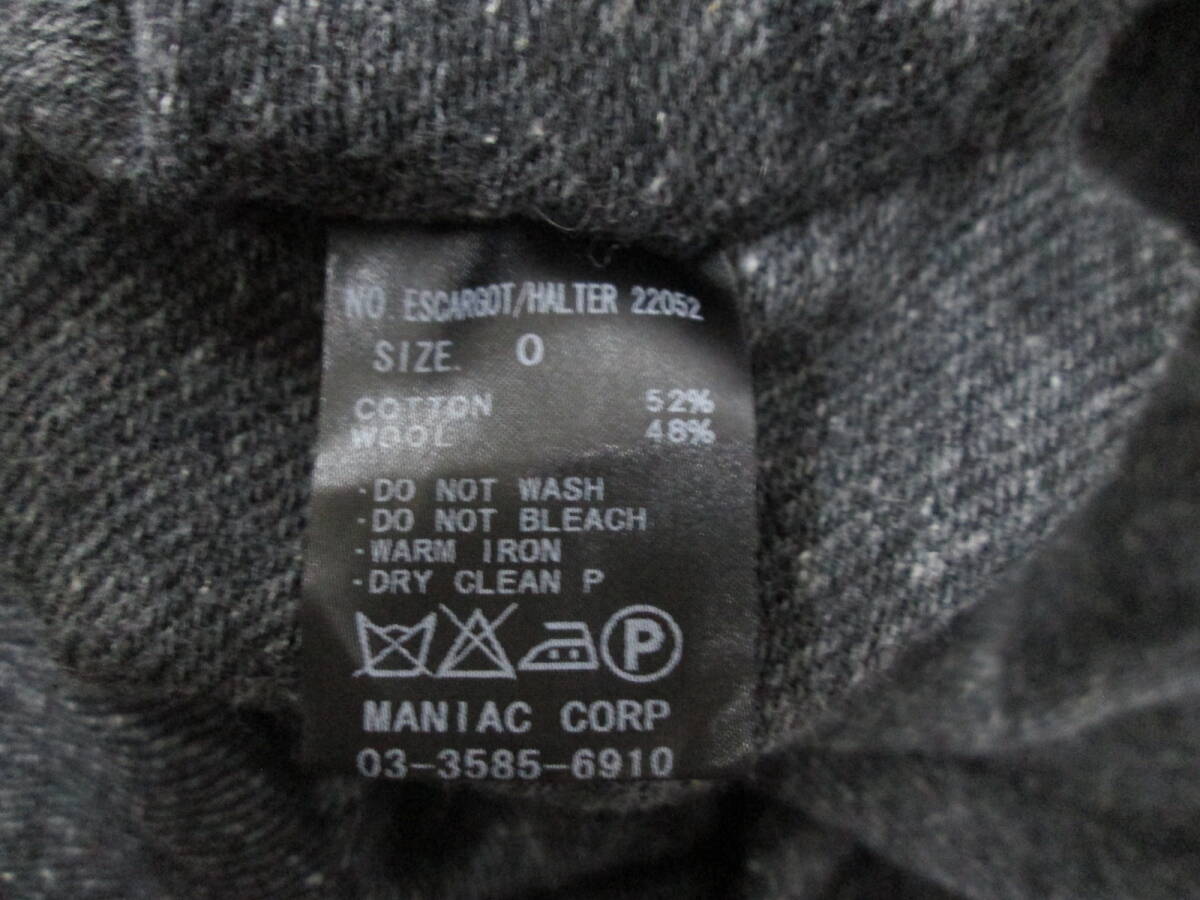 NO. ESCARGOT/HALTER 22052
SIZE. 0
COTTON 52%
WOOL 48%
·DO NOT WASH
·DO NOT BLEACH
·WARM IRON
·DRY CLEAN P
P
MANIAC CORP
03-3585-6910